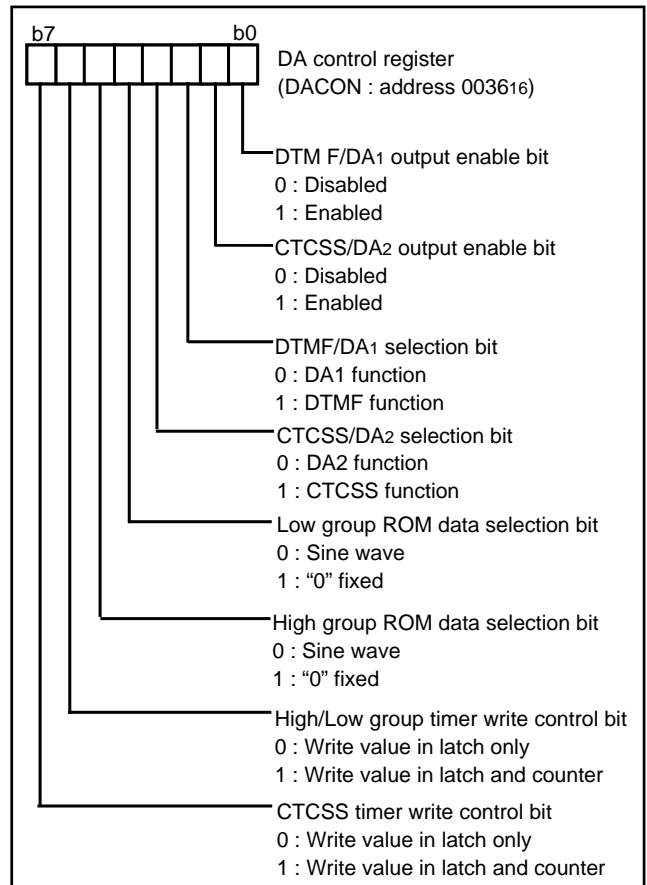 b7 b0
DA control register
(DACON : address 003616)
DTM F/DA1 output enable bit
0 : Disabled
1 : Enabled
CTCSS/DA2 output enable bit
0 : Disabled
1 : Enabled
DTMF/DA1 selection bit
0 : DA1 function
1 : DTMF function
CTCSS/DA2 selection bit
0 : DA2 function
1 : CTCSS function
Low group ROM data selection bit
0 : Sine wave
1 : “0” fixed
High group ROM data selection bit
0 : Sine wave
1 : “0” fixed
High/Low group timer write control bit
0 : Write value in latch only
1 : Write value in latch and counter
CTCSS timer write control bit
0 : Write value in latch only
1 : Write value in latch and counter